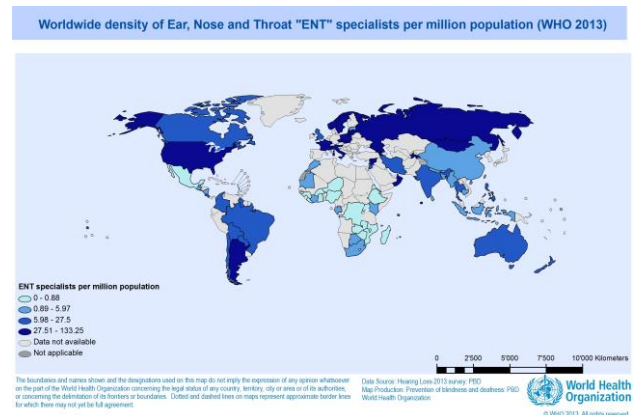 Worldwide density of Ear, Nose and Throat "ENT" specialists per million population (WHO 2013)
ENT specialists per million population
0 - 0.88
0.89 - 5.97
5.98 - 27.5
27.51 - 133.25
Data not available
Not applicable
0 2'500 5'000 7'500 10'000 Kilometers
The boundaries and names shown and the designations used on this map do not imply the expression of any opinion whatsoever
on the part of the World Health Organization concerning the legal status of any country, territory, city or area or of its authorities,
or concerning the delimitation of its frontiers or boundaries. Dotted and dashed lines on maps represent approximate border lines
for which there may not yet be full agreement.
Data Source: Hearing Loss-2013 survey: PBD
Map Production: Prevention of blindness and deafness: PBD
World Health Organization
World Health
Organization
© WHO 2013. All rights reserved